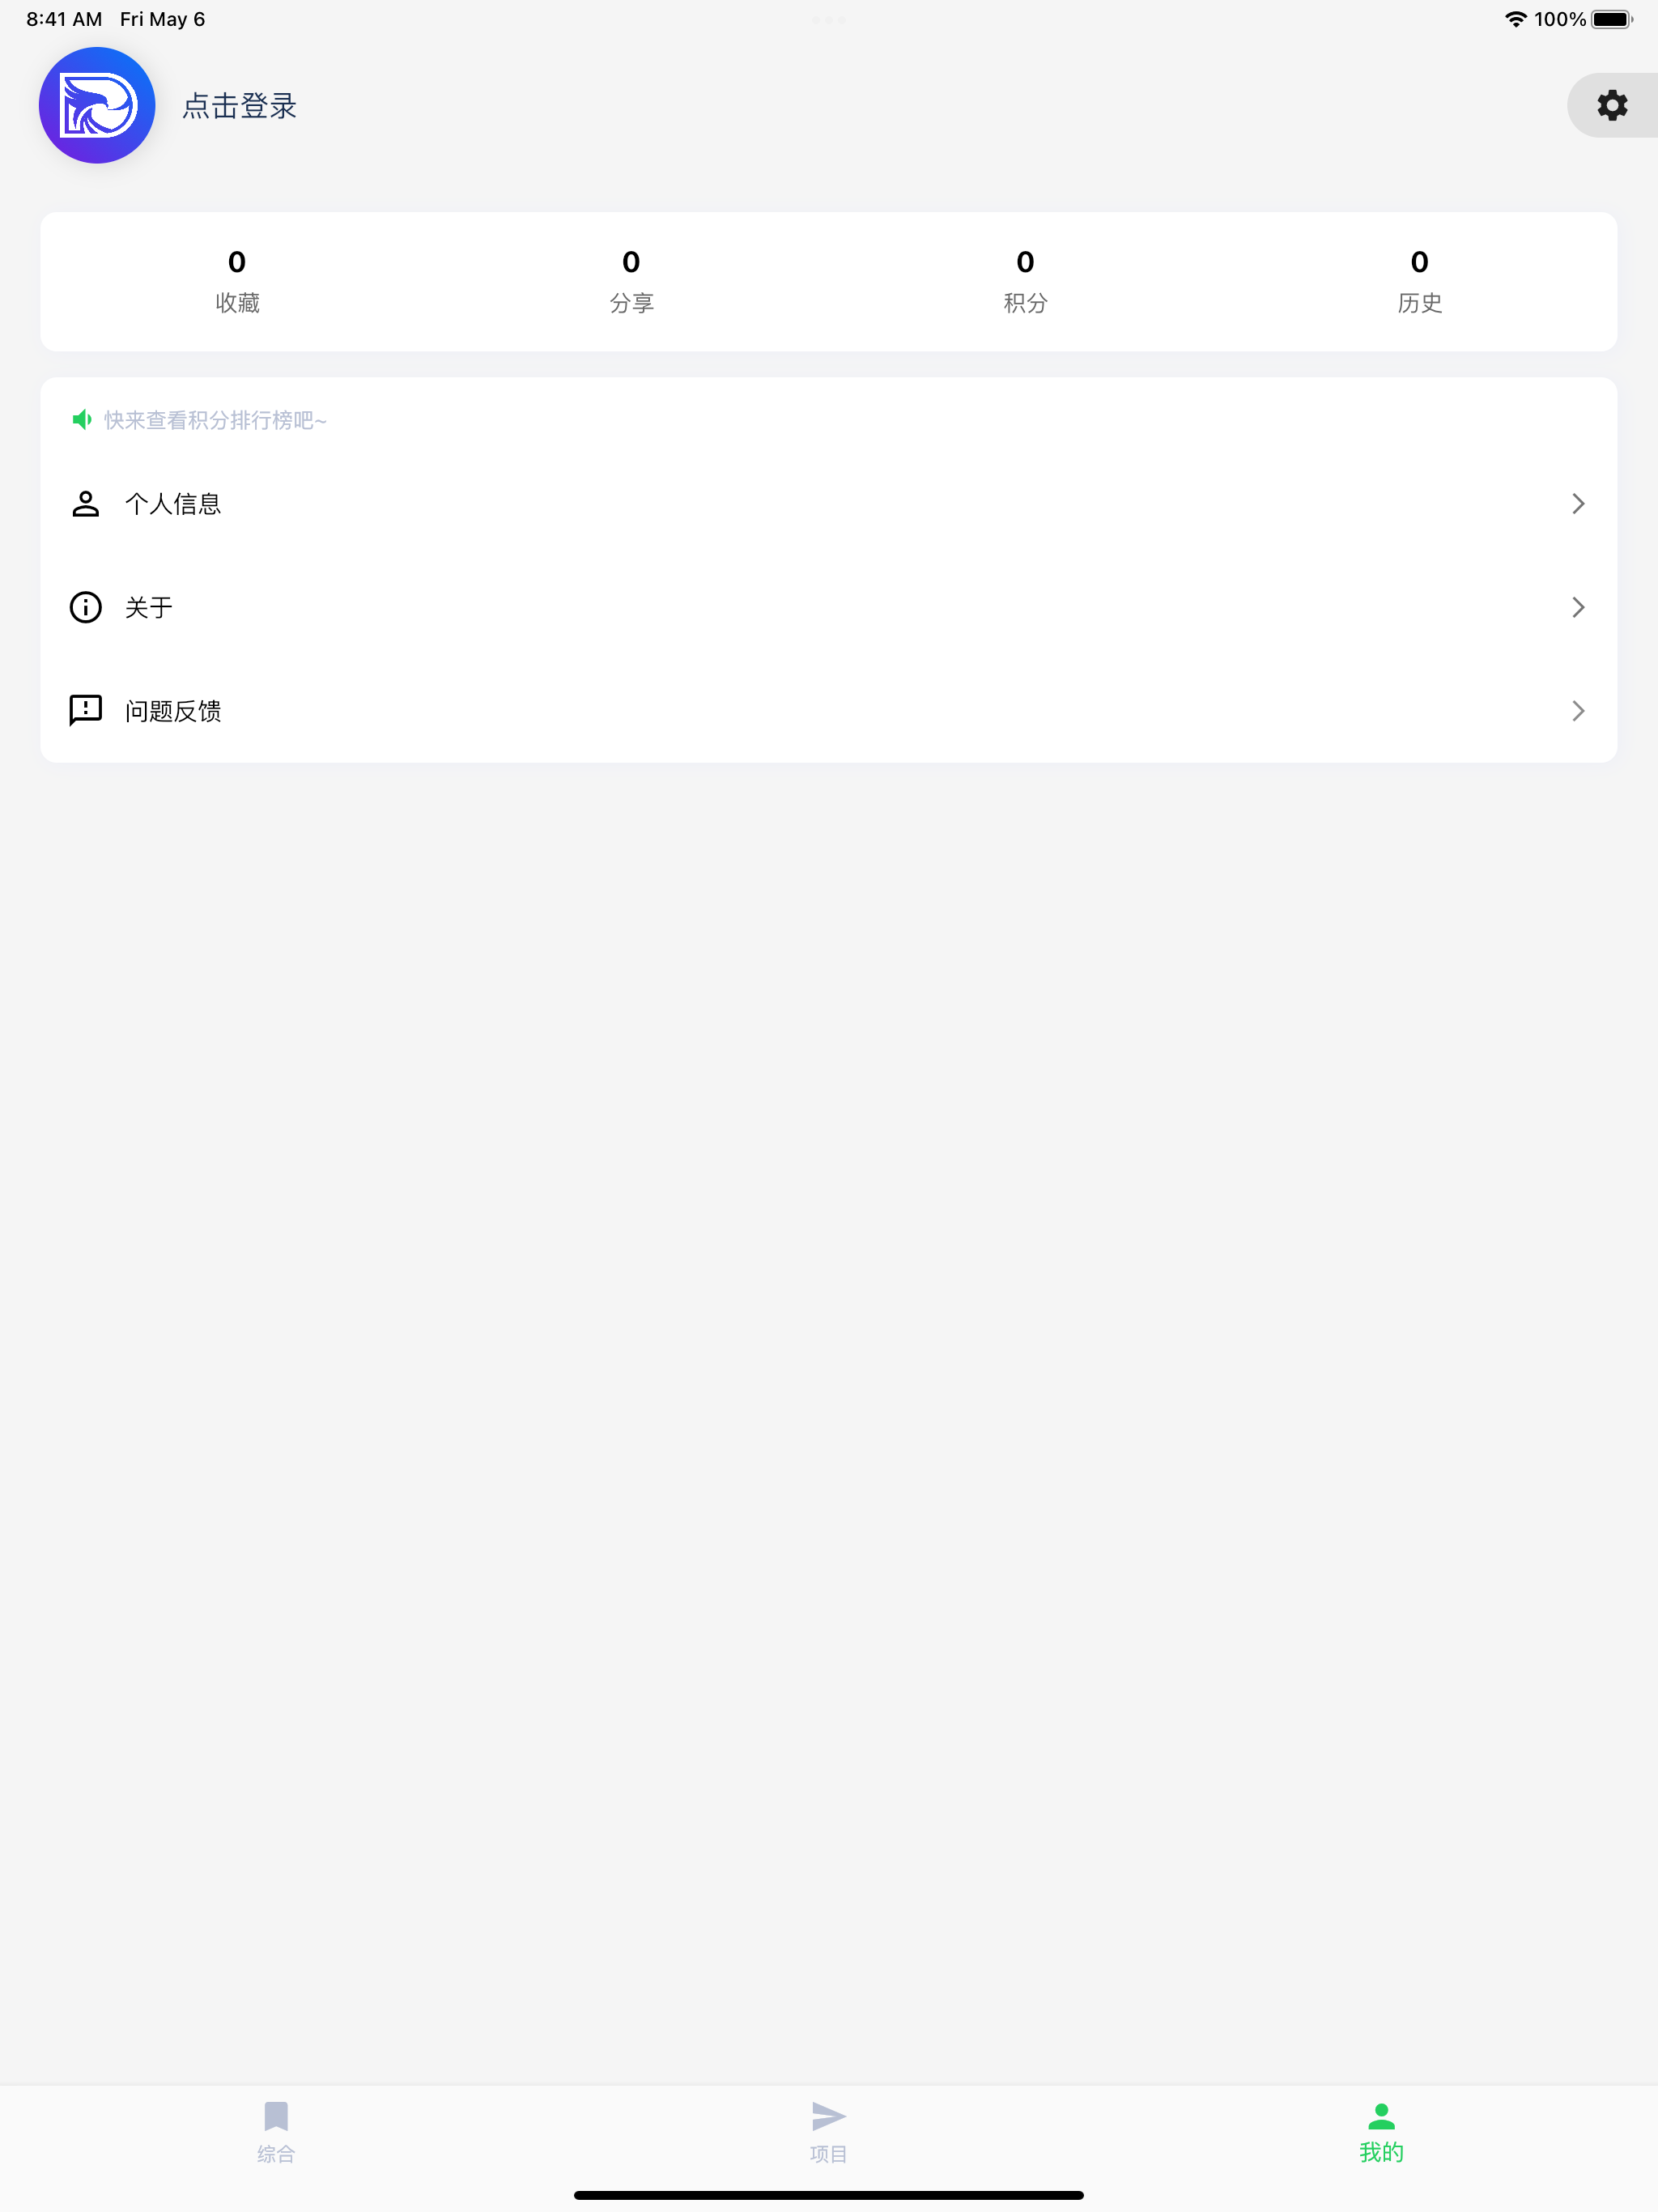 8:41 AM Fri May 6 100%
点击登录
0 0 0 0
收藏 分享 积分 历史
快来查看积分排行榜吧~
个人信息
关于
问题反馈
综合 项目 我的